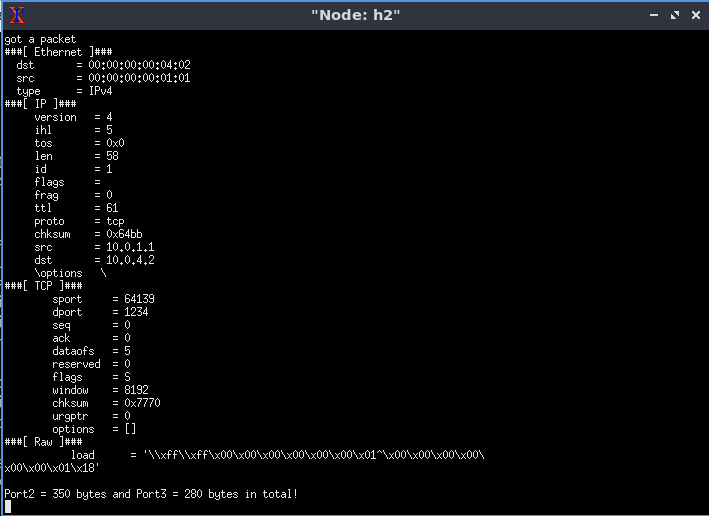 "Node: h2"
got a packet
###[ Ethernet ]###
  dst       = 00:00:00:00:04:02
  src       = 00:00:00:00:01:01
  type      = IPv4
###[ IP ]###
     version   = 4
     ihl       = 5
     tos       = 0x0
     len       = 58
     id        = 1
     flags     =
     frag      = 0
     ttl       = 61
     proto     = tcp
     chksum    = 0x64bb
     src       = 10.0.1.1
     dst       = 10.0.4.2
     \options   \
###[ TCP ]###
        sport     = 64139
        dport     = 1234
        seq       = 0
        ack       = 0
        dataofs   = 5
        reserved  = 0
        flags     = S
        window    = 8192
        chksum    = 0x7770
        urgptr    = 0
        options   = []
###[ Raw ]###
           load      = '\\xff\\xff\x00\x00\x00\x00\x00\x00\x01^\x00\x00\x00\x00\
x00\x00\x01\x18'
Port2 = 350 bytes and Port3 = 280 bytes in total!